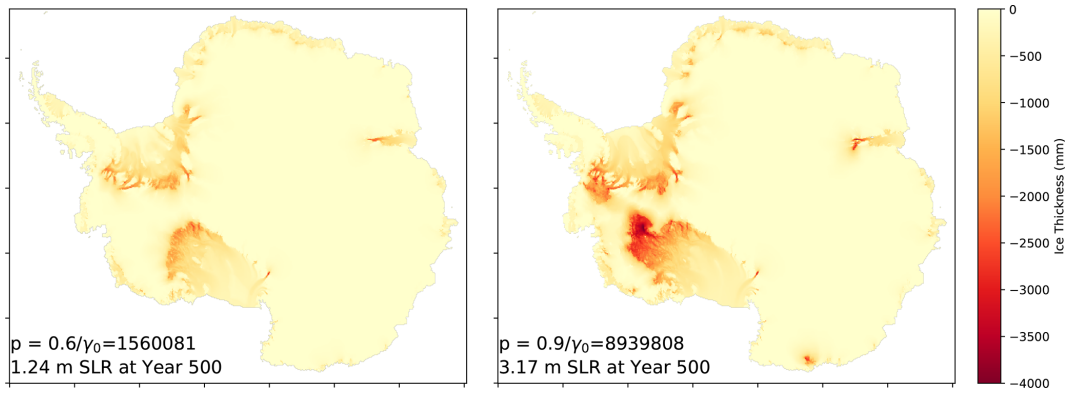 p = 0.6/γ₀=1560081
1.24 m SLR at Year 500
p = 0.9/γ₀=8939808
3.17 m SLR at Year 500
0
−500
−1000
−1500
−2000
−2500
−3000
−3500
−4000
Ice Thickness (mm)